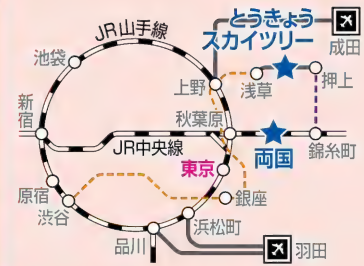 とうきょう
スカイツリー
JR山手線
成田
池袋
上野
浅草
押上
新宿
秋葉原
JR中央線
両国
錦糸町
東京
原宿
渋谷
銀座
浜松町
品川
羽田